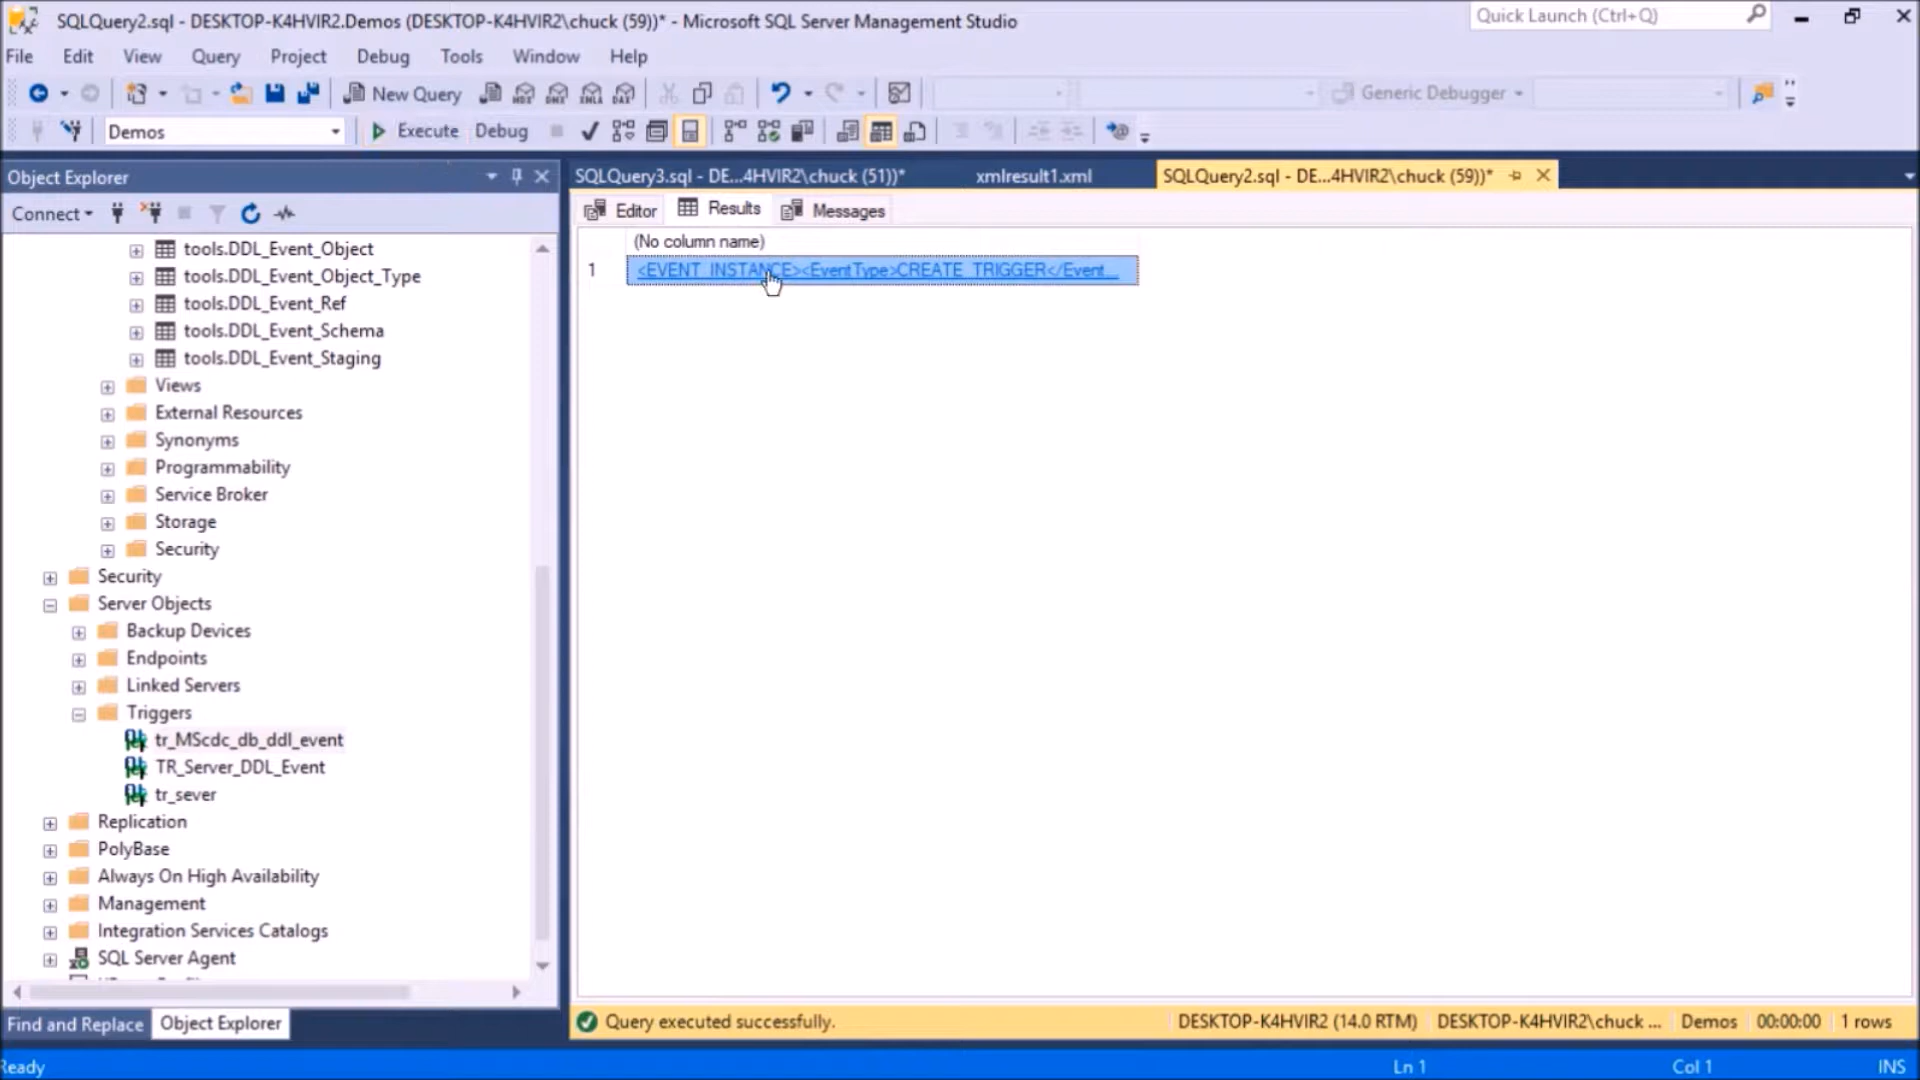 SQLQuery2.sql - DESKTOP-K4HVIR2.Demos (DESKTOP-K4HVIR2\chuck (59))* - Microsoft SQL Server Management Studio
Quick Launch (Ctrl+Q)
File Edit View Query Project Debug Tools Window Help
New Query MDX DMX XMLA DAX Generic Debugger
Demos Execute Debug
Object Explorer
SQLQuery3.sql - DE...4HVIR2\chuck (51))* xmlresult1.xml SQLQuery2.sql - DE...4HVIR2\chuck (59))*
Connect
Editor Results Messages
(No column name)
1 <EVENT_INSTANCE><EventType>CREATE_TRIGGER</Event...
tools.DDL_Event_Object
tools.DDL_Event_Object_Type
tools.DDL_Event_Ref
tools.DDL_Event_Schema
tools.DDL_Event_Staging
Views
External Resources
Synonyms
Programmability
Service Broker
Storage
Security
Security
Server Objects
Backup Devices
Endpoints
Linked Servers
Triggers
tr_MScdc_db_ddl_event
TR_Server_DDL_Event
tr_sever
Replication
PolyBase
Always On High Availability
Management
Integration Services Catalogs
SQL Server Agent
Find and Replace Object Explorer
Query executed successfully. DESKTOP-K4HVIR2 (14.0 RTM) DESKTOP-K4HVIR2\chuck ... Demos 00:00:00 1 rows
Ready Ln 1 Col 1 INS